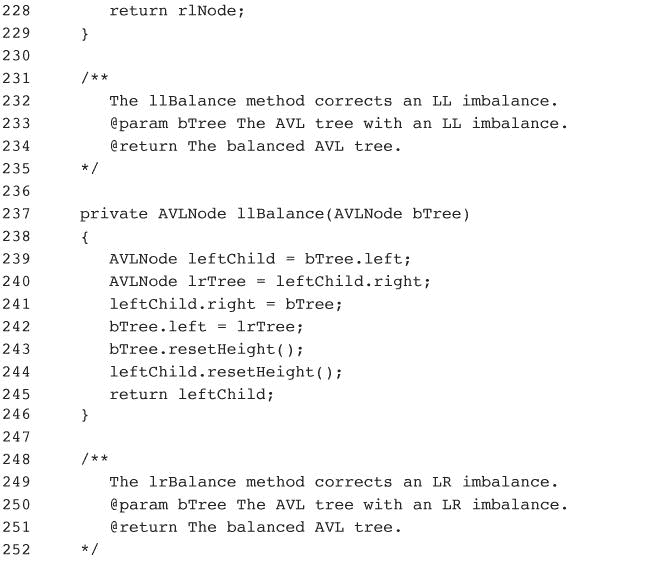 228        return rlNode;
229     }
230
231     /**
232        The llBalance method corrects an LL imbalance.
233        @param bTree The AVL tree with an LL imbalance.
234        @return The balanced AVL tree.
235     */
236
237     private AVLNode llBalance(AVLNode bTree)
238     {
239        AVLNode leftChild = bTree.left;
240        AVLNode lrTree = leftChild.right;
241        leftChild.right = bTree;
242        bTree.left = lrTree;
243        bTree.resetHeight();
244        leftChild.resetHeight();
245        return leftChild;
246     }
247
248     /**
249        The lrBalance method corrects an LR imbalance.
250        @param bTree The AVL tree with an LR imbalance.
251        @return The balanced AVL tree.
252     */